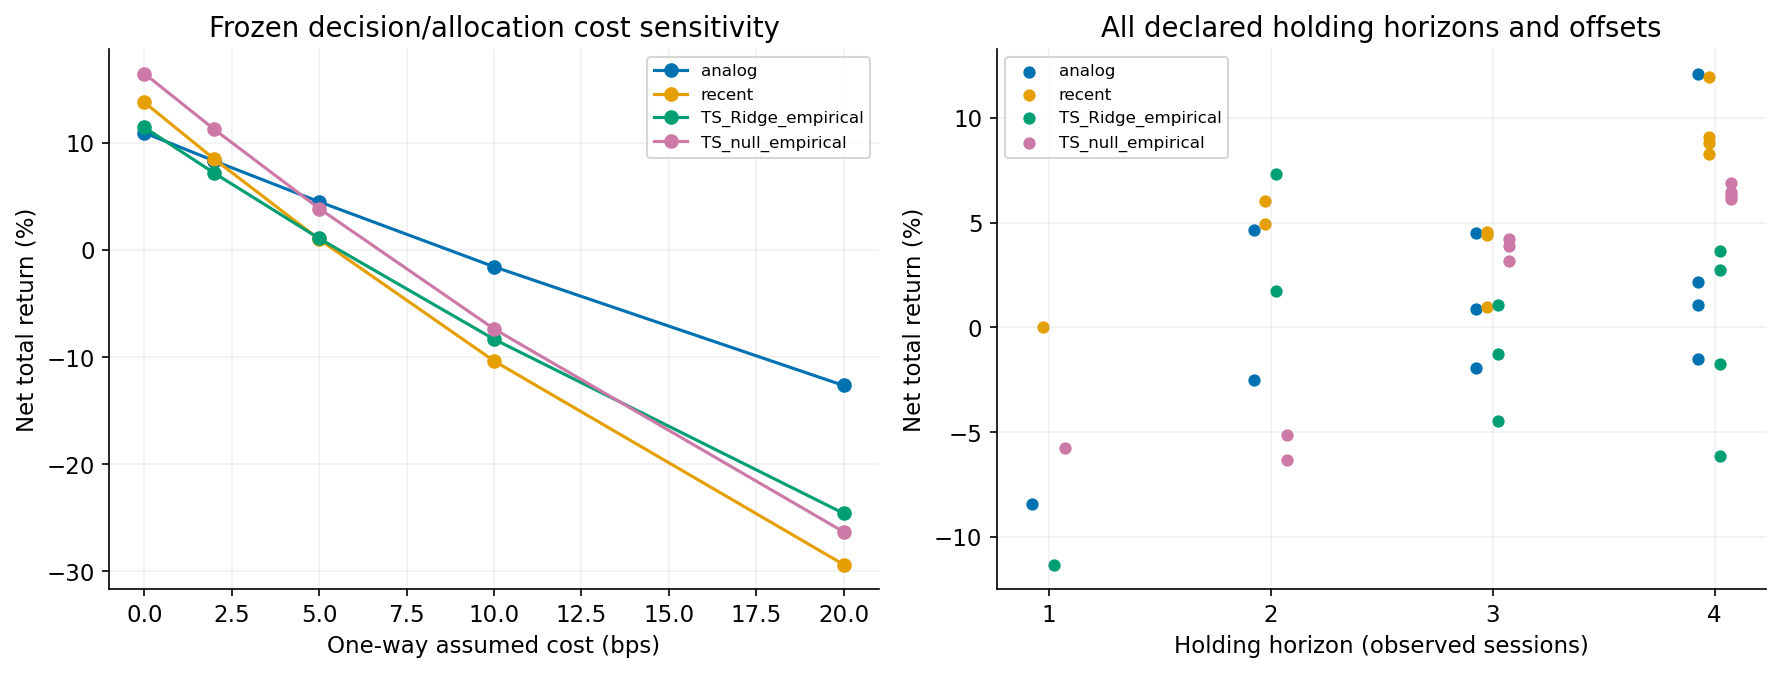 Frozen decision/allocation cost sensitivity
analog
recent
TS_Ridge_empirical
TS_null_empirical
Net total return (%)
10
0
−10
−20
−30
0.0 2.5 5.0 7.5 10.0 12.5 15.0 17.5 20.0
One-way assumed cost (bps)
All declared holding horizons and offsets
analog
recent
TS_Ridge_empirical
TS_null_empirical
Net total return (%)
10
5
0
−5
−10
1 2 3 4
Holding horizon (observed sessions)